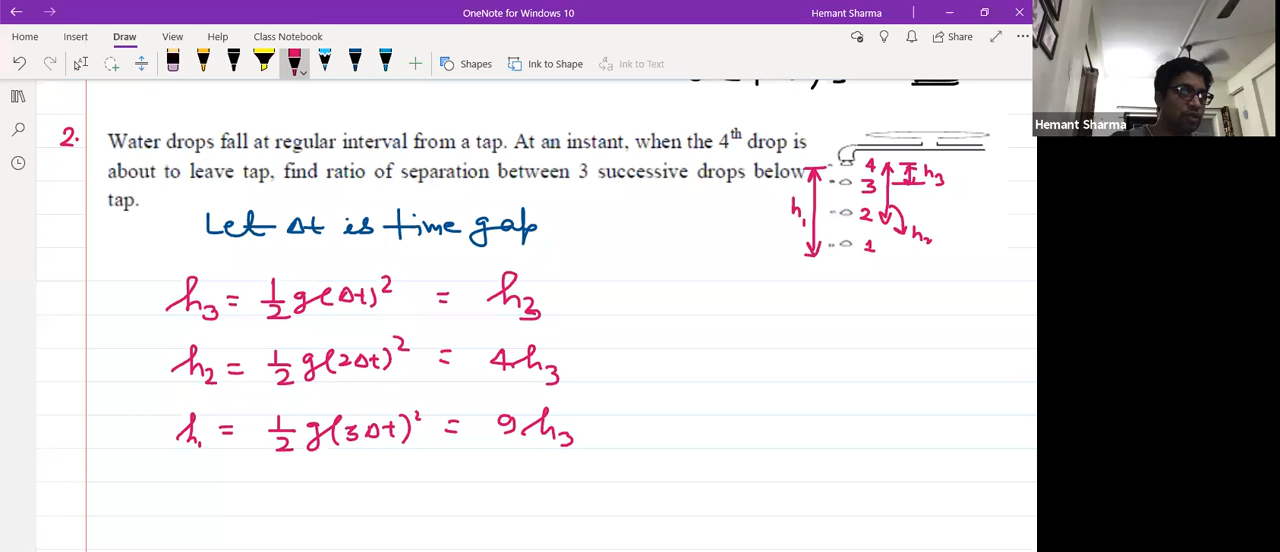 OneNote for Windows 10
Hemant Sharma
Home Insert Draw View Help Class Notebook
Share
Shapes
Ink to Shape
Ink to Text
Hemant Sharma
2. Water drops fall at regular interval from a tap. At an instant, when the 4th drop is
about to leave tap, find ratio of separation between 3 successive drops below
tap.
4
3
2
1
h₁
h₃
h₂
Let Δt is time gap
h₃ = 1/2 g(Δt)² = h₃
h₂ = 1/2 g(2Δt)² = 4h₃
h₁ = 1/2 g(3Δt)² = 9h₃